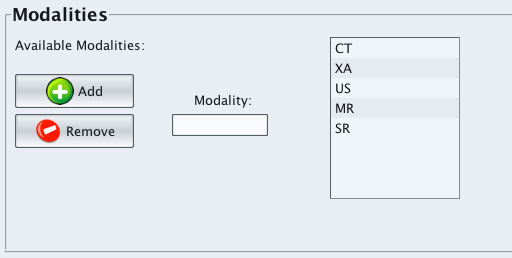 Modalities
Available Modalities:
Add
Remove
Modality:
CT
XA
US
MR
SR